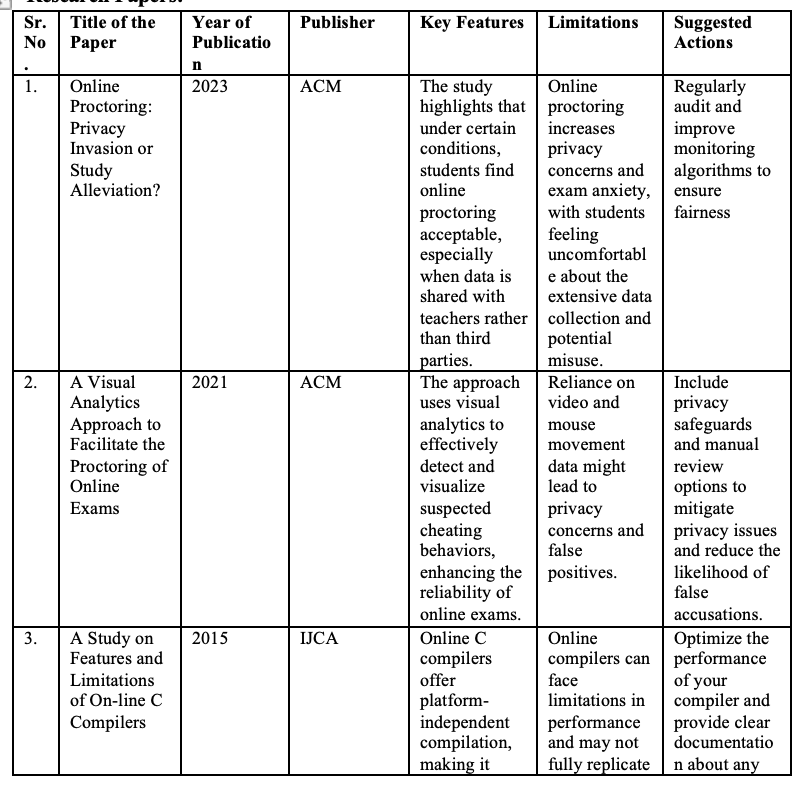 Research Papers:
Sr. No .
Title of the Paper
Year of Publicatio n
Publisher
Key Features
Limitations
Suggested Actions
1.
Online
Proctoring:
Privacy
Invasion or
Study
Alleviation?
2023
ACM
The study
highlights that
under certain
conditions,
students find
online
proctoring
acceptable,
especially
when data is
shared with
teachers rather
than third
parties.
Online
proctoring
increases
privacy
concerns and
exam anxiety,
with students
feeling
uncomfortabl
e about the
extensive data
collection and
potential
misuse.
Regularly
audit and
improve
monitoring
algorithms to
ensure
fairness
2.
A Visual
Analytics
Approach to
Facilitate the
Proctoring of
Online
Exams
2021
ACM
The approach
uses visual
analytics to
effectively
detect and
visualize
suspected
cheating
behaviors,
enhancing the
reliability of
online exams.
Reliance on
video and
mouse
movement
data might
lead to
privacy
concerns and
false
positives.
Include
privacy
safeguards
and manual
review
options to
mitigate
privacy issues
and reduce the
likelihood of
false
accusations.
3.
A Study on
Features and
Limitations
of On-line C
Compilers
2015
IJCA
Online C
compilers
offer
platform-
independent
compilation,
making it
Online
compilers can
face
limitations in
performance
and may not
fully replicate
Optimize the
performance
of your
compiler and
provide clear
documentatio
n about any